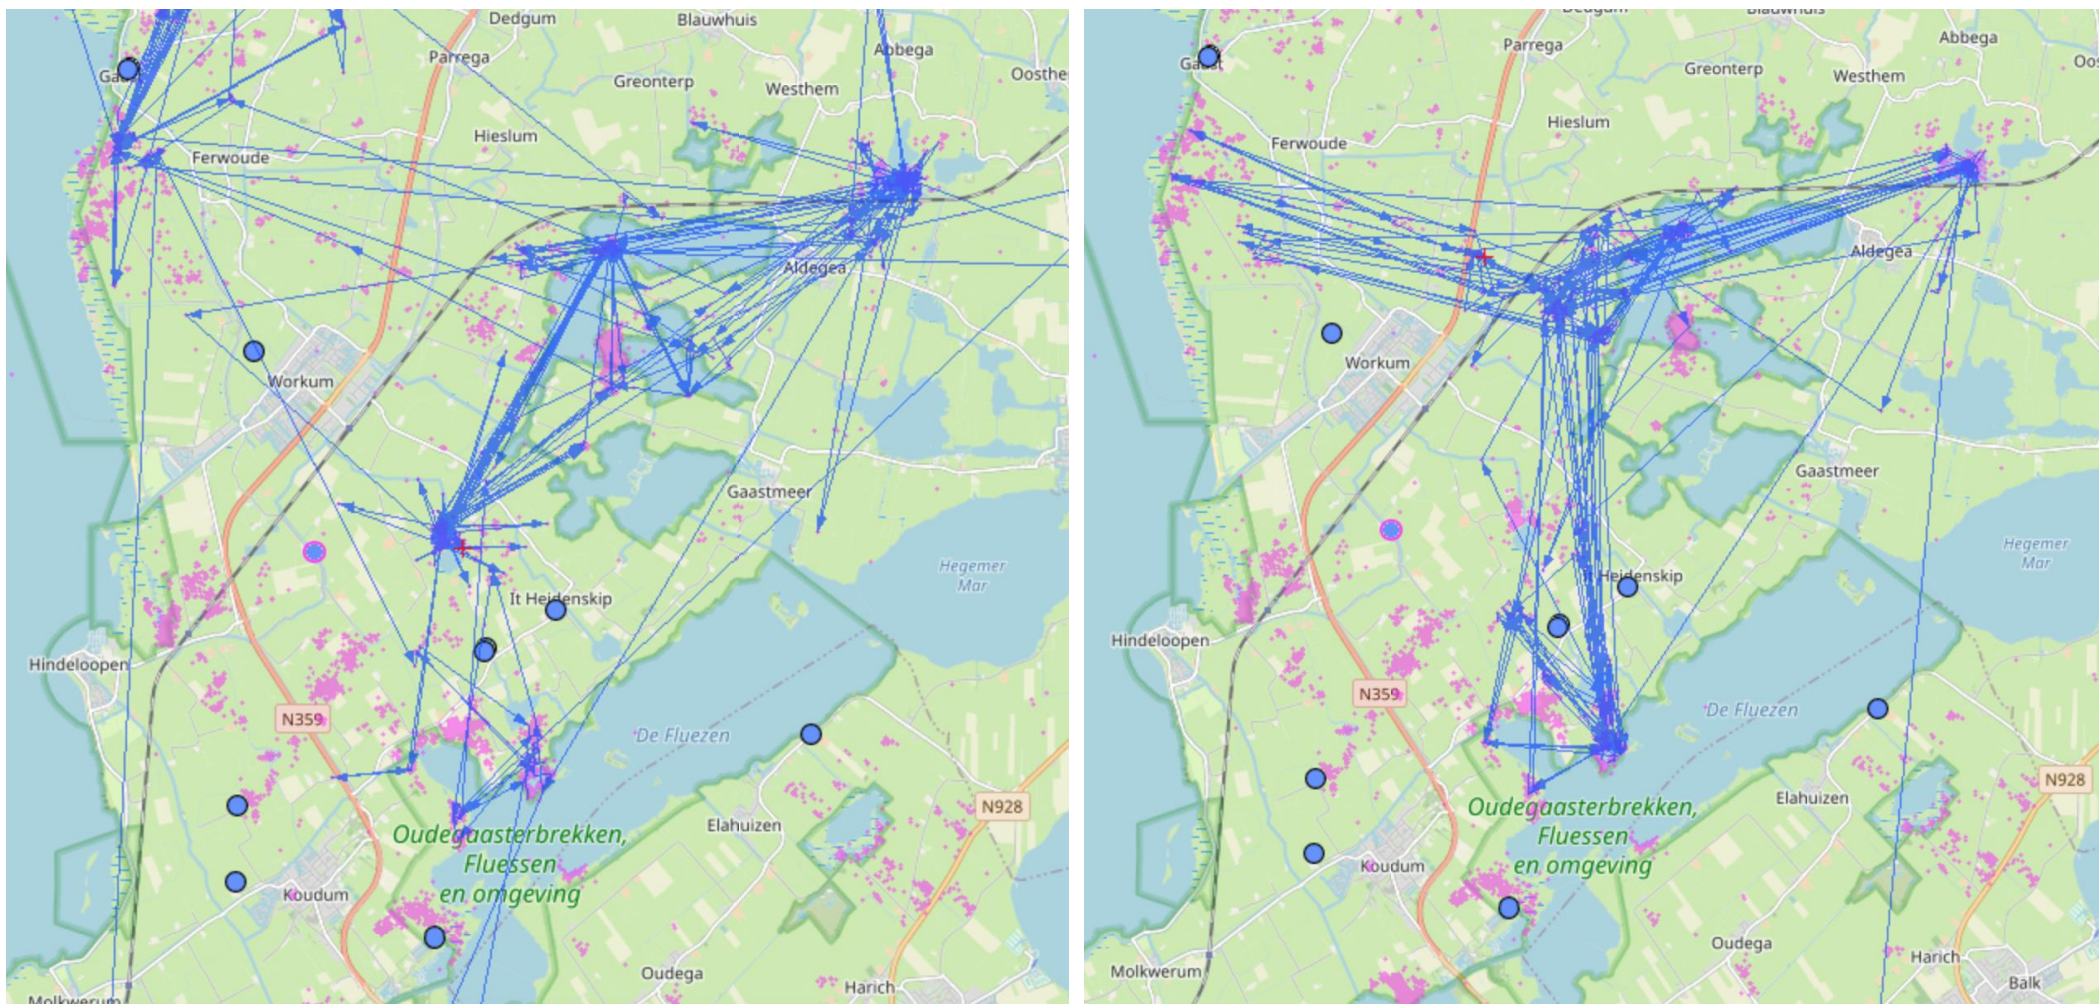 Dedgum
Blauwhuis
Parrega
Abbega
Greonterp
Westhem
Hieslum
Ferwoude
Aldegea
Workum
Gaastmeer
Hegemer
Mar
It Heidenskip
Hindeloopen
N359
De Fluezen
N928
Elahuizen
Oudegaasterbrekken,
Fluessen
en omgeving
Koudum
Oudega
Harich
Molkwerum
Parrega
Abbega
Greonterp
Westhem
Hieslum
Ferwoude
Aldegea
Workum
Gaastmeer
Hegemer
Mar
It Heidenskip
Hindeloopen
N359
De Fluezen
N928
Elahuizen
Oudegaasterbrekken,
Fluessen
en omgeving
Koudum
Oudega
Harich
Molkwerum
Balk